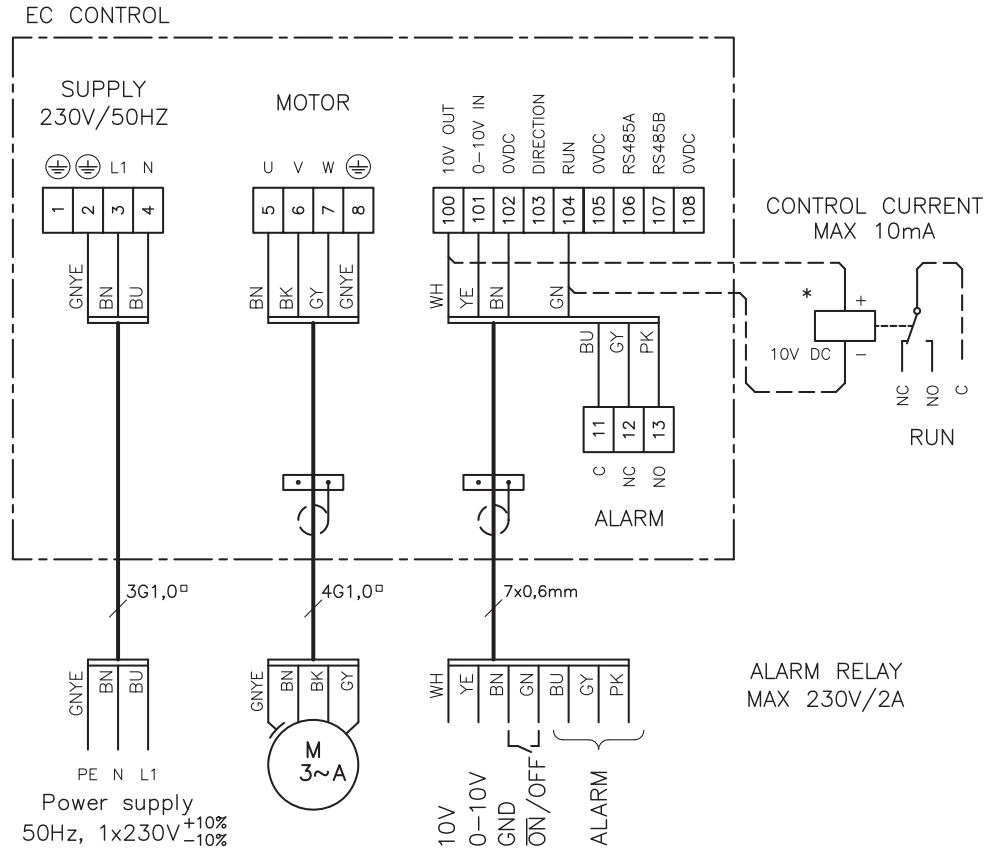 EC CONTROL
SUPPLY
230V/50HZ
MOTOR
10V OUT
0-10V IN
0VDC
DIRECTION
RUN
0VDC
RS485A
RS485B
0VDC
L1 N
U V W
1 2 3 4
5 6 7 8
100 101 102 103 104 105 106 107 108
CONTROL CURRENT
MAX 10mA
GNYE BN BU
BN BK GY GNYE
WH YE BN GN
* +
10V DC -
NC NO C
RUN
BU GY PK
11 12 13
C NC NO
ALARM
3G1,0□
4G1,0□
7x0,6mm
GNYE BN BU
GNYE BN BK GY
WH YE BN GN BU GY PK
ALARM RELAY
MAX 230V/2A
M
3~A
PE N L1
Power supply
50Hz, 1x230V +10%
-10%
10V
0-10V
GND
ON/OFF
ALARM